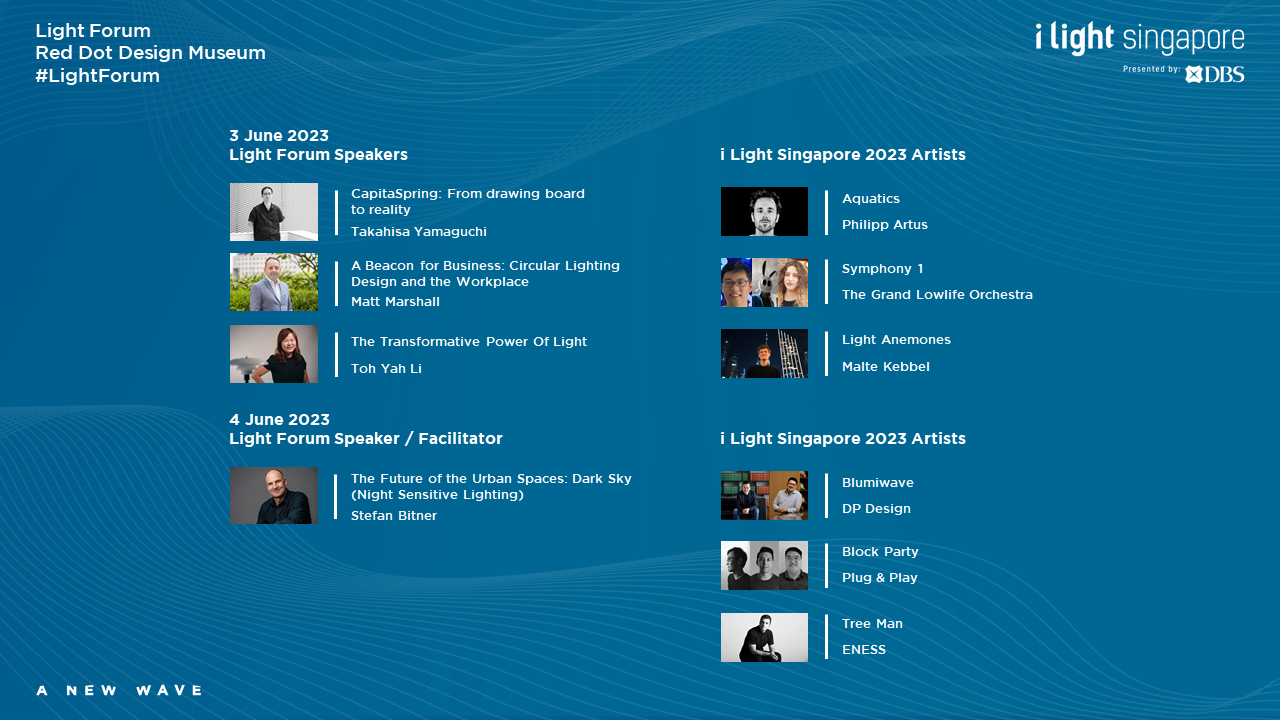 Light Forum
Red Dot Design Museum
#LightForum
i light singapore
Presented by: DBS
3 June 2023
Light Forum Speakers
CapitaSpring: From drawing board
to reality
Takahisa Yamaguchi
A Beacon for Business: Circular Lighting
Design and the Workplace
Matt Marshall
The Transformative Power Of Light
Toh Yah Li
i Light Singapore 2023 Artists
Aquatics
Philipp Artus
Symphony 1
The Grand Lowlife Orchestra
Light Anemones
Malte Kebbel
4 June 2023
Light Forum Speaker / Facilitator
The Future of the Urban Spaces: Dark Sky
(Night Sensitive Lighting)
Stefan Bitner
i Light Singapore 2023 Artists
Blumiwave
DP Design
Block Party
Plug & Play
Tree Man
ENESS
A NEW WAVE